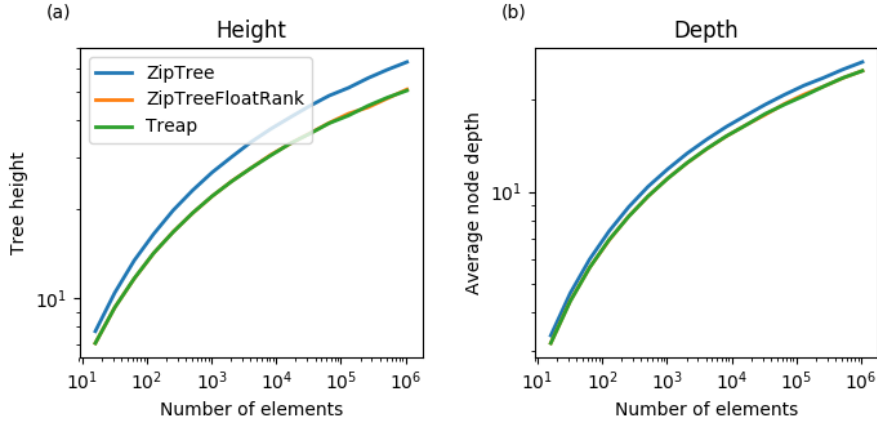 (a)
Height
ZipTree
ZipTreeFloatRank
Treap
Tree height
10^1
10^1
10^2
10^3
10^4
10^5
10^6
Number of elements
(b)
Depth
Average node depth
10^1
10^1
10^2
10^3
10^4
10^5
10^6
Number of elements